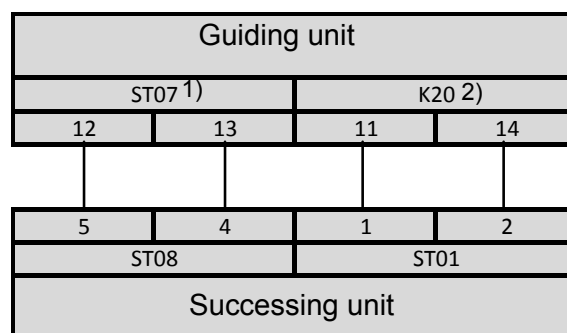 Guiding unit
ST07 1) K20 2)
12 13 11 14
5 4 1 2
ST08 ST01
Successing unit